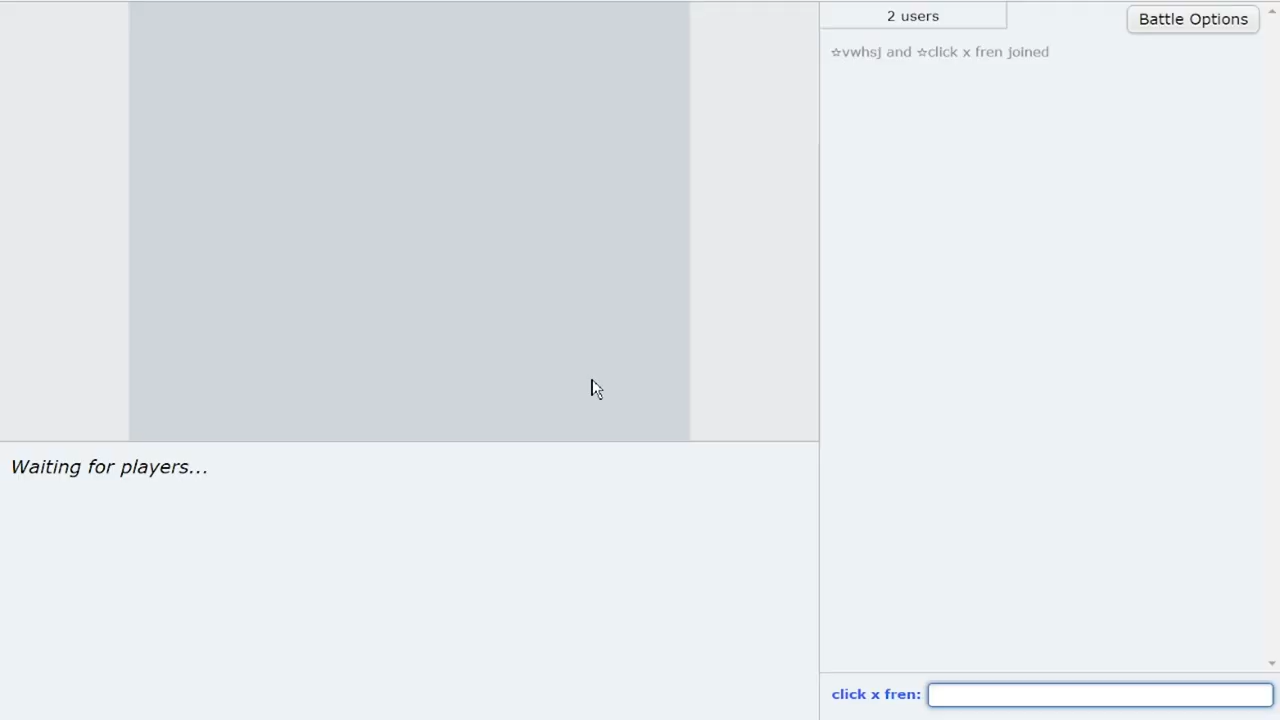 2 users
Battle Options
☆vwhsj and ☆click x fren joined
Waiting for players...
click x fren: